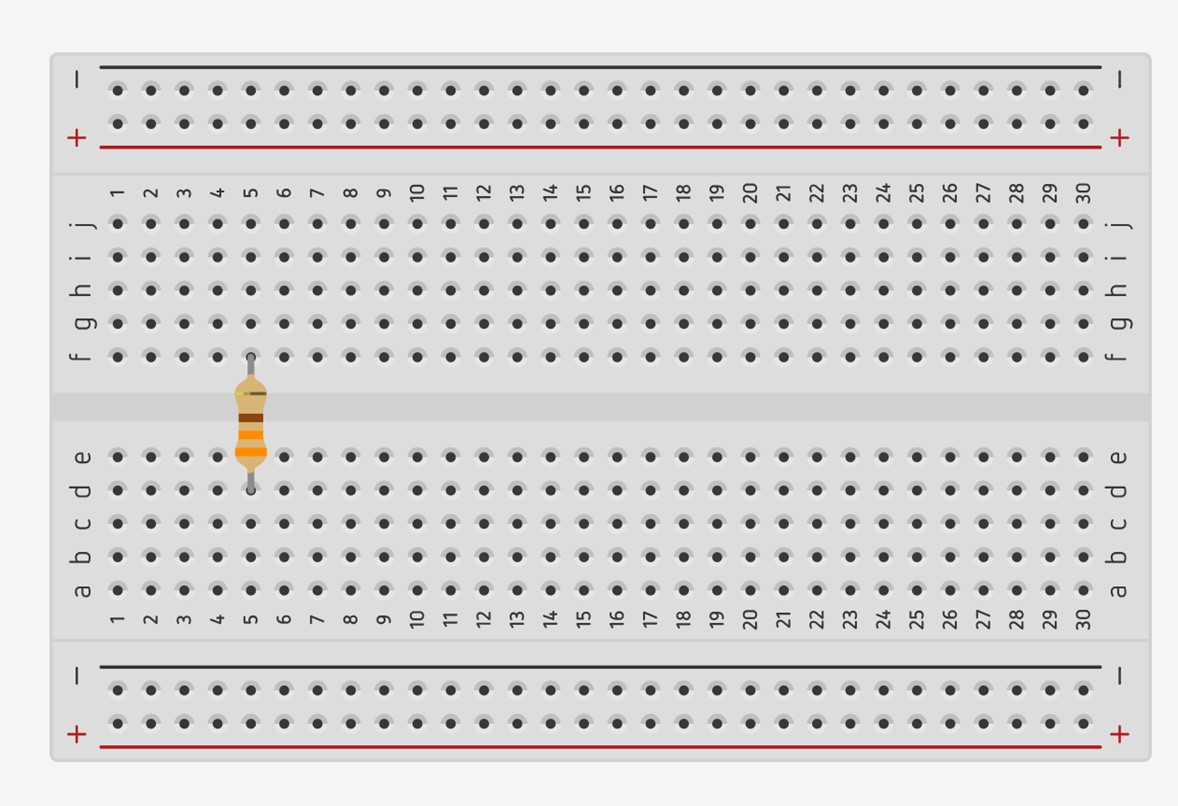 − −
+ +
1 2 3 4 5 6 7 8 9 10 11 12 13 14 15 16 17 18 19 20 21 22 23 24 25 26 27 28 29 30
j j
i i
h h
g g
f f
e e
d d
c c
b b
a a
1 2 3 4 5 6 7 8 9 10 11 12 13 14 15 16 17 18 19 20 21 22 23 24 25 26 27 28 29 30
− −
+ +